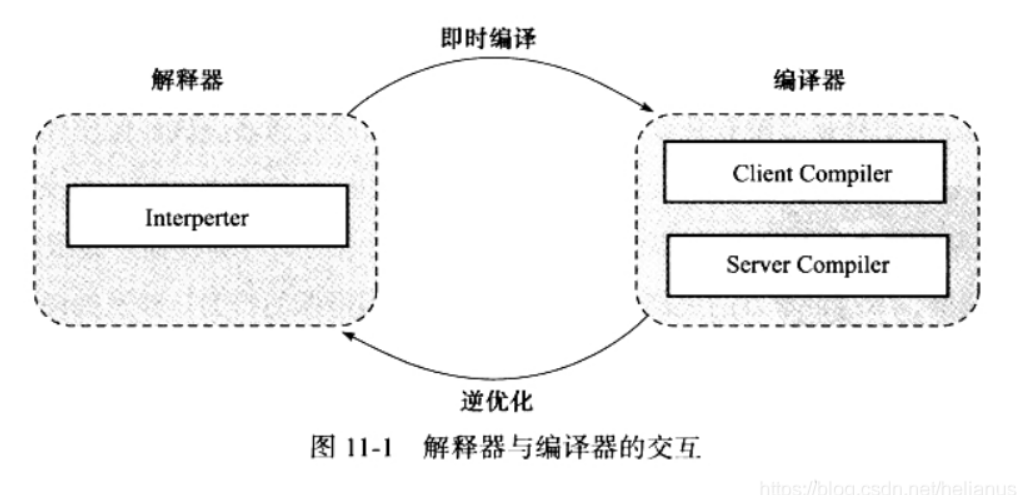 即时编译
解释器
编译器
Client Compiler
Interperter
Server Compiler
逆优化
图 11-1 解释器与编译器的交互
https://blog.csdn.net/helianus